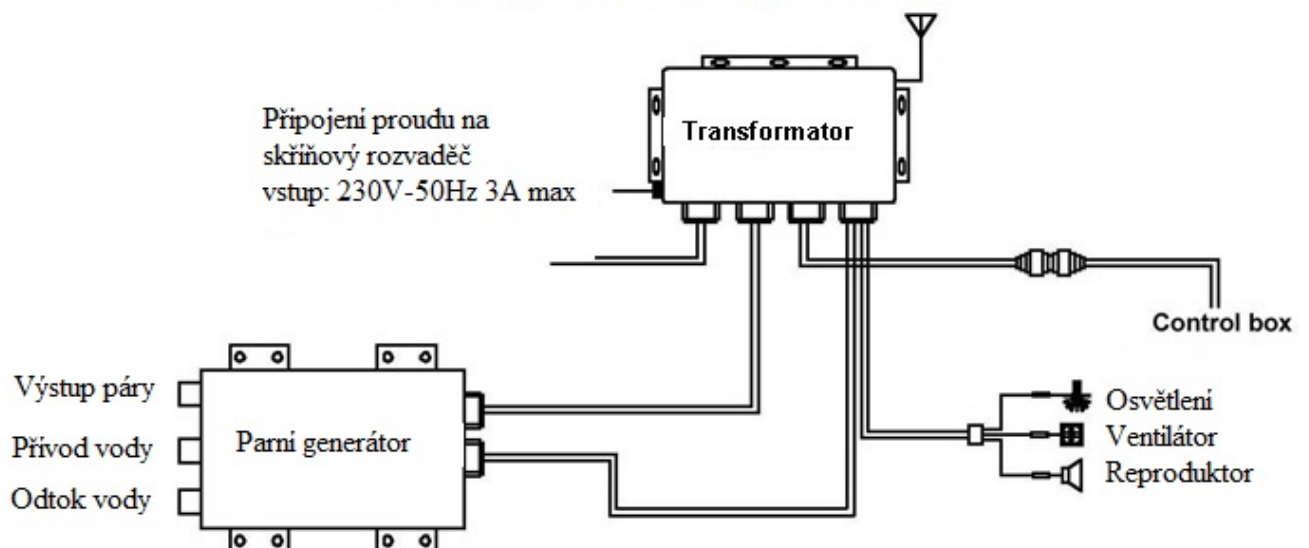 Připojení proudu na
skříňový rozvaděč
vstup: 230V-50Hz 3A max
Transformator
Control box
Výstup páry
Přívod vody
Odtok vody
Parní generátor
Osvětlení
Ventilátor
Reproduktor